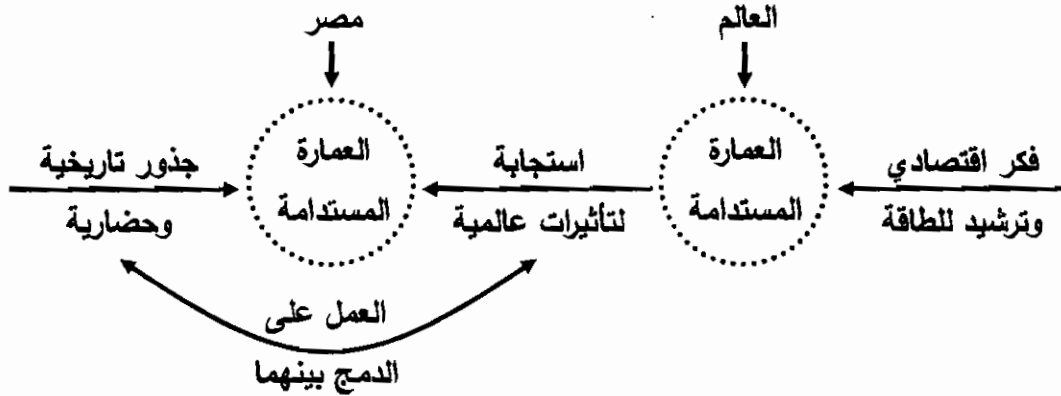 العالم
مصر
فكر اقتصادي
وترشيد للطاقة
العمارة
المستدامة
استجابة
لتأثيرات عالمية
العمارة
المستدامة
جذور تاريخية
وحضارية
العمل على
الدمج بينهما